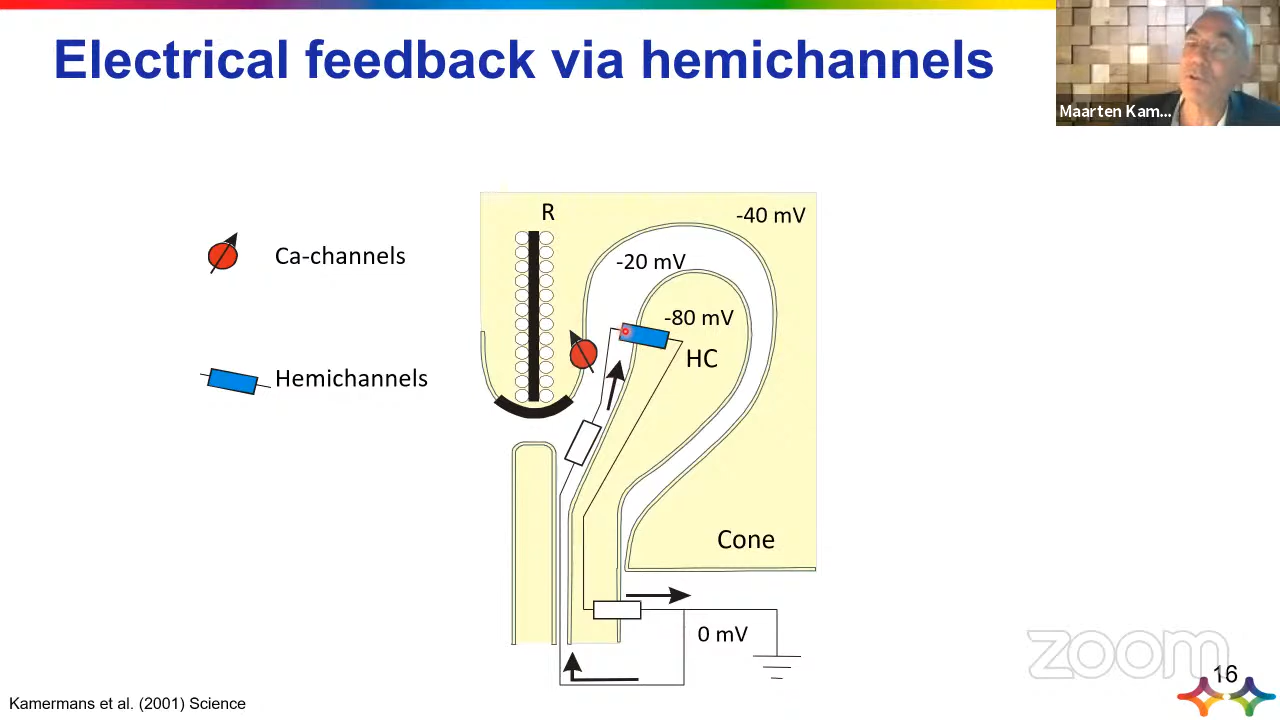 Electrical feedback via hemichannels
Maarten Kam...
R
-40 mV
Ca-channels
-20 mV
-80 mV
HC
Hemichannels
Cone
0 mV
zoom
16
Kamermans et al. (2001) Science